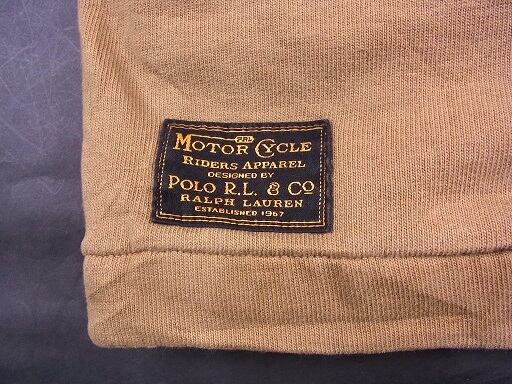 PRL
MOTOR CYCLE
RIDERS APPAREL
DESIGNED BY
POLO R.L. & CO
RALPH LAUREN
ESTABLISHED 1967